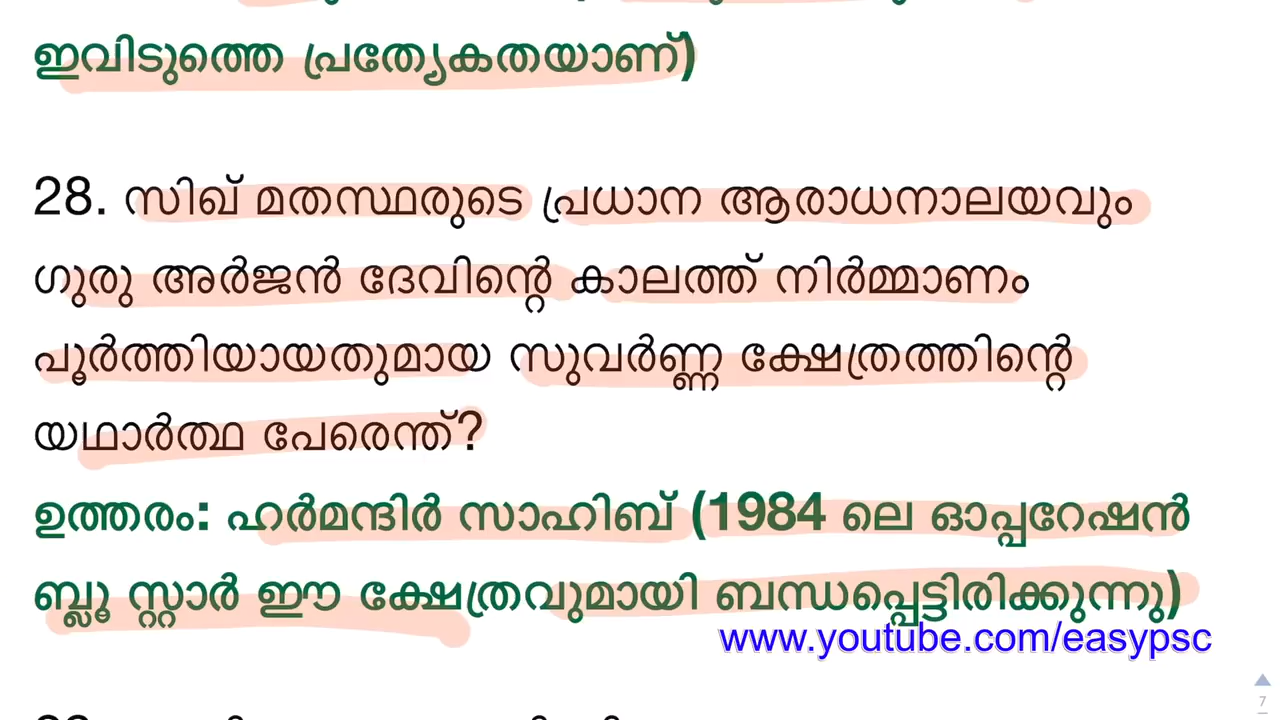 ഇവിടുത്തെ പ്രത്യേകതയാണ്)
28. സിഖ് മതസ്ഥരുടെ പ്രധാന ആരാധനാലയവും
ഗുരു അർജൻ ദേവിന്റെ കാലത്ത് നിർമ്മാണം
പൂർത്തിയായതുമായ സുവർണ്ണ ക്ഷേത്രത്തിന്റെ
യഥാർത്ഥ പേരെന്ത്?
ഉത്തരം: ഹർമന്ദിർ സാഹിബ് (1984 ലെ ഓപ്പറേഷൻ
ബ്ലൂ സ്റ്റാർ ഈ ക്ഷേത്രവുമായി ബന്ധപ്പെട്ടിരിക്കുന്നു)
www.youtube.com/easypsc
7